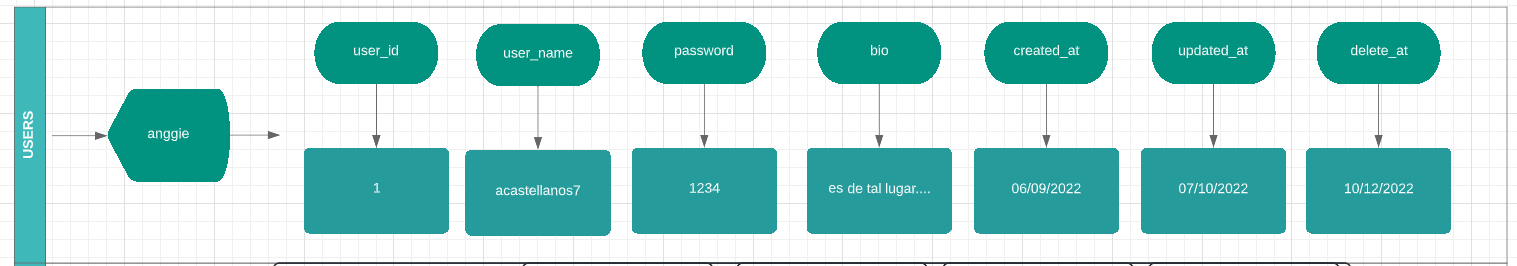 USERS
anggie
user_id
user_name
password
bio
created_at
updated_at
delete_at
1
acastellanos7
1234
es de tal lugar....
06/09/2022
07/10/2022
10/12/2022